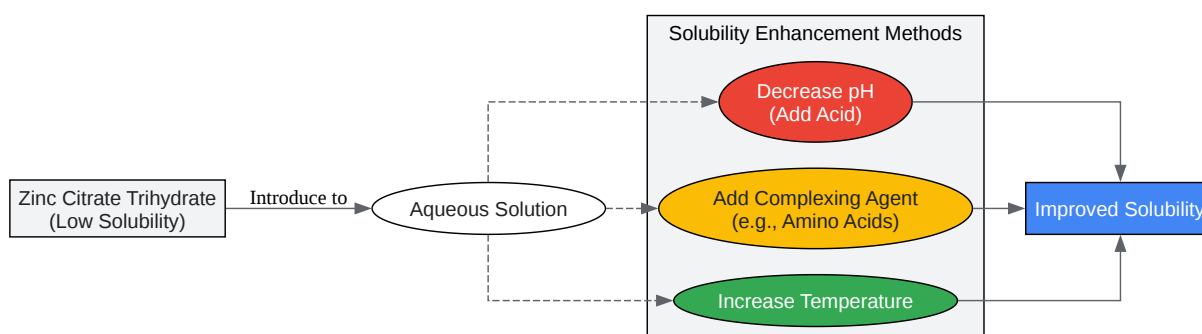 Solubility Enhancement Methods
Decrease pH
(Add Acid)
Zinc Citrate Trihydrate
(Low Solubility)
Introduce to
Aqueous Solution
Add Complexing Agent
(e.g., Amino Acids)
Improved Solubility
Increase Temperature